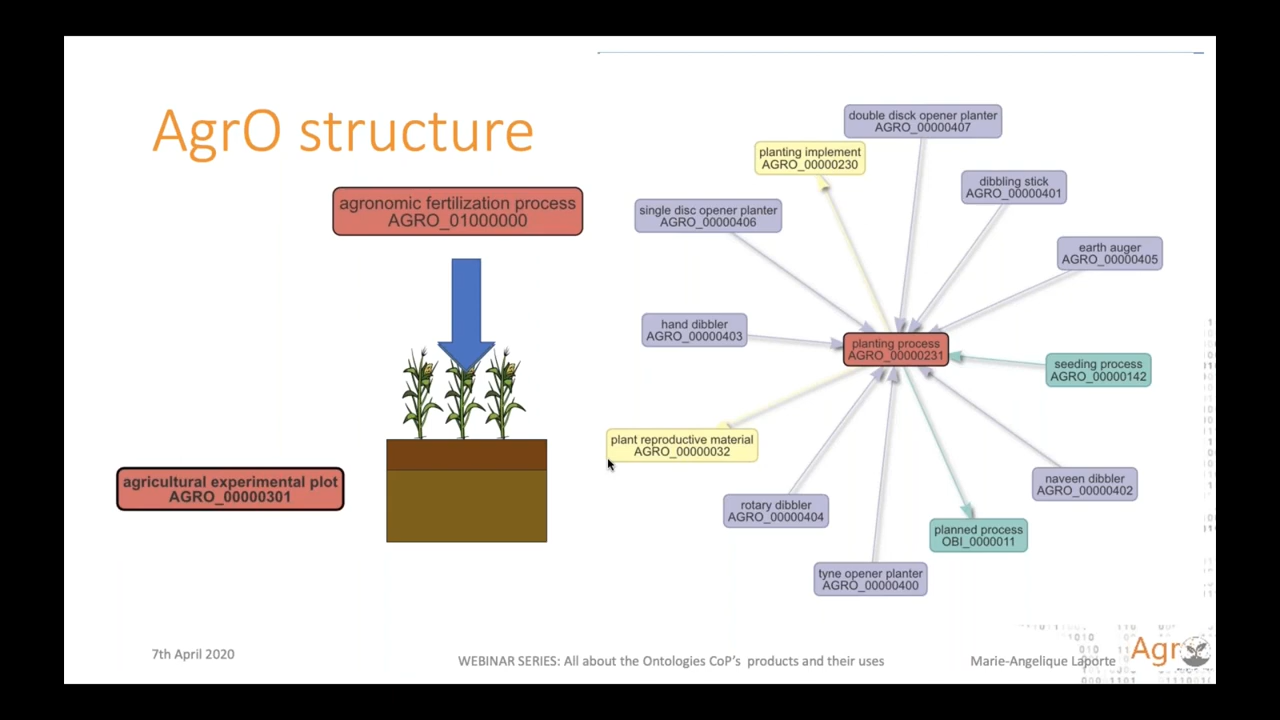 AgrO structure
agronomic fertilization process
AGRO_01000000
agricultural experimental plot
AGRO_00000301
double disck opener planter
AGRO_00000407
planting implement
AGRO_00000230
dibbling stick
AGRO_00000401
single disc opener planter
AGRO_00000406
earth auger
AGRO_00000405
hand dibbler
AGRO_00000403
planting process
AGRO_00000231
seeding process
AGRO_00000142
plant reproductive material
AGRO_00000032
naveen dibbler
AGRO_00000402
rotary dibbler
AGRO_00000404
planned process
OBI_0000011
tyne opener planter
AGRO_00000400
7th April 2020
WEBINAR SERIES: All about the Ontologies CoP's products and their uses
Marie-Angelique Laporte
Agr